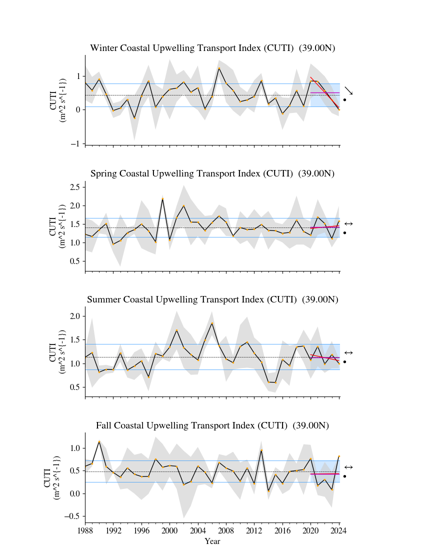 Winter Coastal Upwelling Transport Index (CUTI)  (39.00N)
1
0
−1
CUTI
(m^2 s^{-1})
Spring Coastal Upwelling Transport Index (CUTI)  (39.00N)
2.5
2.0
1.5
1.0
0.5
CUTI
(m^2 s^{-1})
Summer Coastal Upwelling Transport Index (CUTI)  (39.00N)
2.0
1.5
1.0
0.5
CUTI
(m^2 s^{-1})
Fall Coastal Upwelling Transport Index (CUTI)  (39.00N)
1.0
0.5
0.0
−0.5
CUTI
(m^2 s^{-1})
1988 1992 1996 2000 2004 2008 2012 2016 2020 2024
Year